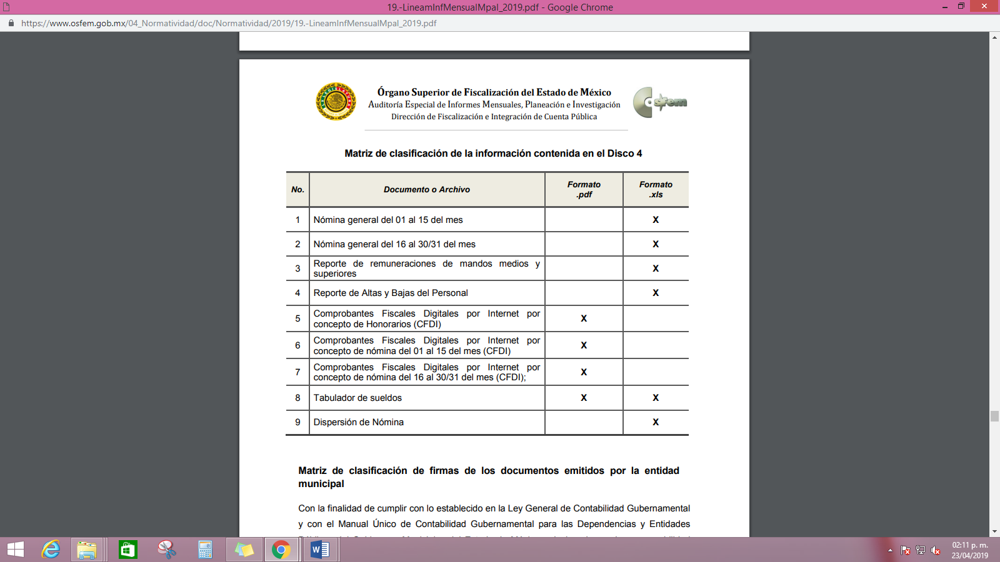 19.-LineamInfMensualMpal_2019.pdf - Google Chrome
https://www.osfem.gob.mx/04_Normatividad/doc/Normatividad/2019/19.-LineamInfMensualMpal_2019.pdf
Órgano Superior de Fiscalización del Estado de México
Auditoría Especial de Informes Mensuales, Planeación e Investigación
Dirección de Fiscalización e Integración de Cuenta Pública
osfem
Matriz de clasificación de la información contenida en el Disco 4
No. Documento o Archivo Formato .pdf Formato .xls
1 Nómina general del 01 al 15 del mes X
2 Nómina general del 16 al 30/31 del mes X
3 Reporte de remuneraciones de mandos medios y
superiores X
4 Reporte de Altas y Bajas del Personal X
5 Comprobantes Fiscales Digitales por Internet por
concepto de Honorarios (CFDI) X
6 Comprobantes Fiscales Digitales por Internet por
concepto de nómina del 01 al 15 del mes (CFDI) X
7 Comprobantes Fiscales Digitales por Internet por
concepto de nómina del 16 al 30/31 del mes (CFDI); X
8 Tabulador de sueldos X X
9 Dispersión de Nómina X
Matriz de clasificación de firmas de los documentos emitidos por la entidad
municipal
Con la finalidad de cumplir con lo establecido en la Ley General de Contabilidad Gubernamental
y con el Manual Único de Contabilidad Gubernamental para las Dependencias y Entidades
02:11 p. m.
23/04/2019